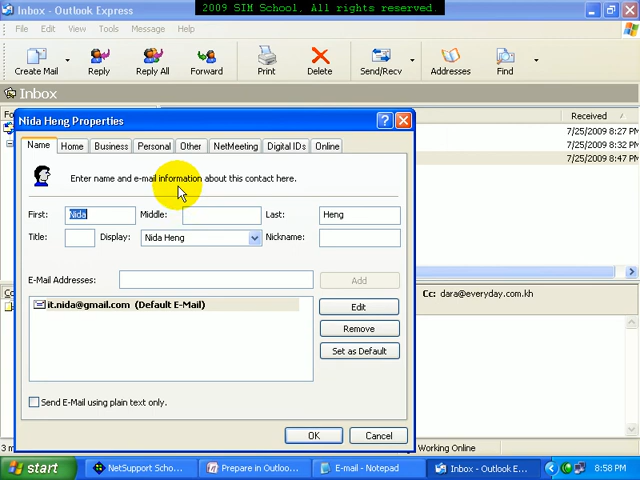 Inbox - Outlook Express
2009 SIM School. All rights reserved.
File Edit View Tools Message Help
Create Mail Reply Reply All Forward Print Delete Send/Recv Addresses Find
Inbox
Received
7/25/2009 8:27 P
7/25/2009 8:32 P
7/25/2009 8:47 P
Nida Heng Properties
Name Home Business Personal Other NetMeeting Digital IDs Online
Enter name and e-mail information about this contact here.
First: Nida Middle: Last: Heng
Title: Display: Nida Heng Nickname:
E-Mail Addresses: Add
it.nida@gmail.com (Default E-Mail)
Edit
Remove
Set as Default
Send E-Mail using plain text only.
OK Cancel
Cc: dara@everyday.com.kh
3 m
Working Online
start NetSupport Scho... Prepare in Outloo... E-mail - Notepad Inbox - Outlook E... 8:58 PM